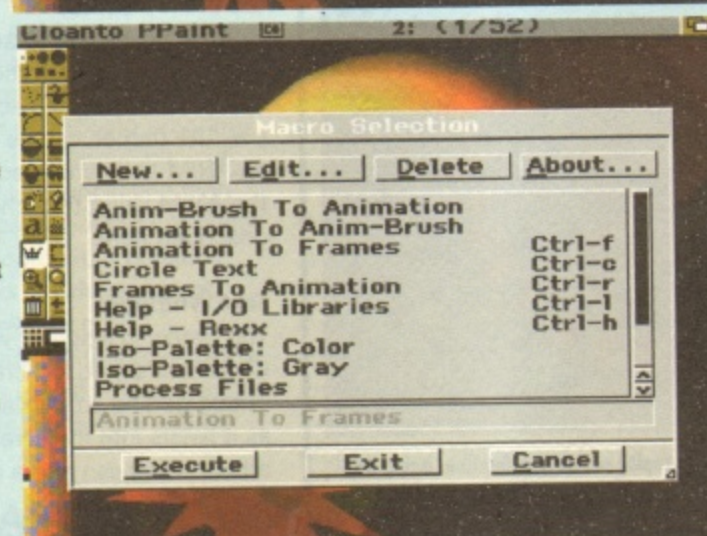 Cloanto PPaint 2: (1/52)
Macro Selection
New... Edit... Delete About...
Anim-Brush To Animation
Animation To Anim-Brush
Animation To Frames Ctrl-f
Circle Text Ctrl-c
Frames To Animation Ctrl-r
Help - I/O Libraries Ctrl-l
Help - Rexx Ctrl-h
Iso-Palette: Color
Iso-Palette: Gray
Process Files
Animation To Frames
Execute Exit Cancel